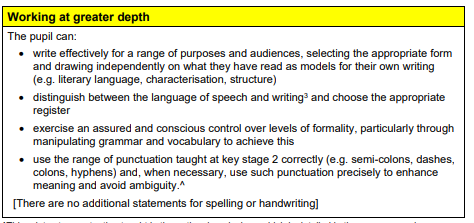 Working at greater depth
The pupil can:
• write effectively for a range of purposes and audiences, selecting the appropriate form
and drawing independently on what they have read as models for their own writing
(e.g. literary language, characterisation, structure)
• distinguish between the language of speech and writing³ and choose the appropriate
register
• exercise an assured and conscious control over levels of formality, particularly through
manipulating grammar and vocabulary to achieve this
• use the range of punctuation taught at key stage 2 correctly (e.g. semi-colons, dashes,
colons, hyphens) and, when necessary, use such punctuation precisely to enhance
meaning and avoid ambiguity.^
[There are no additional statements for spelling or handwriting]